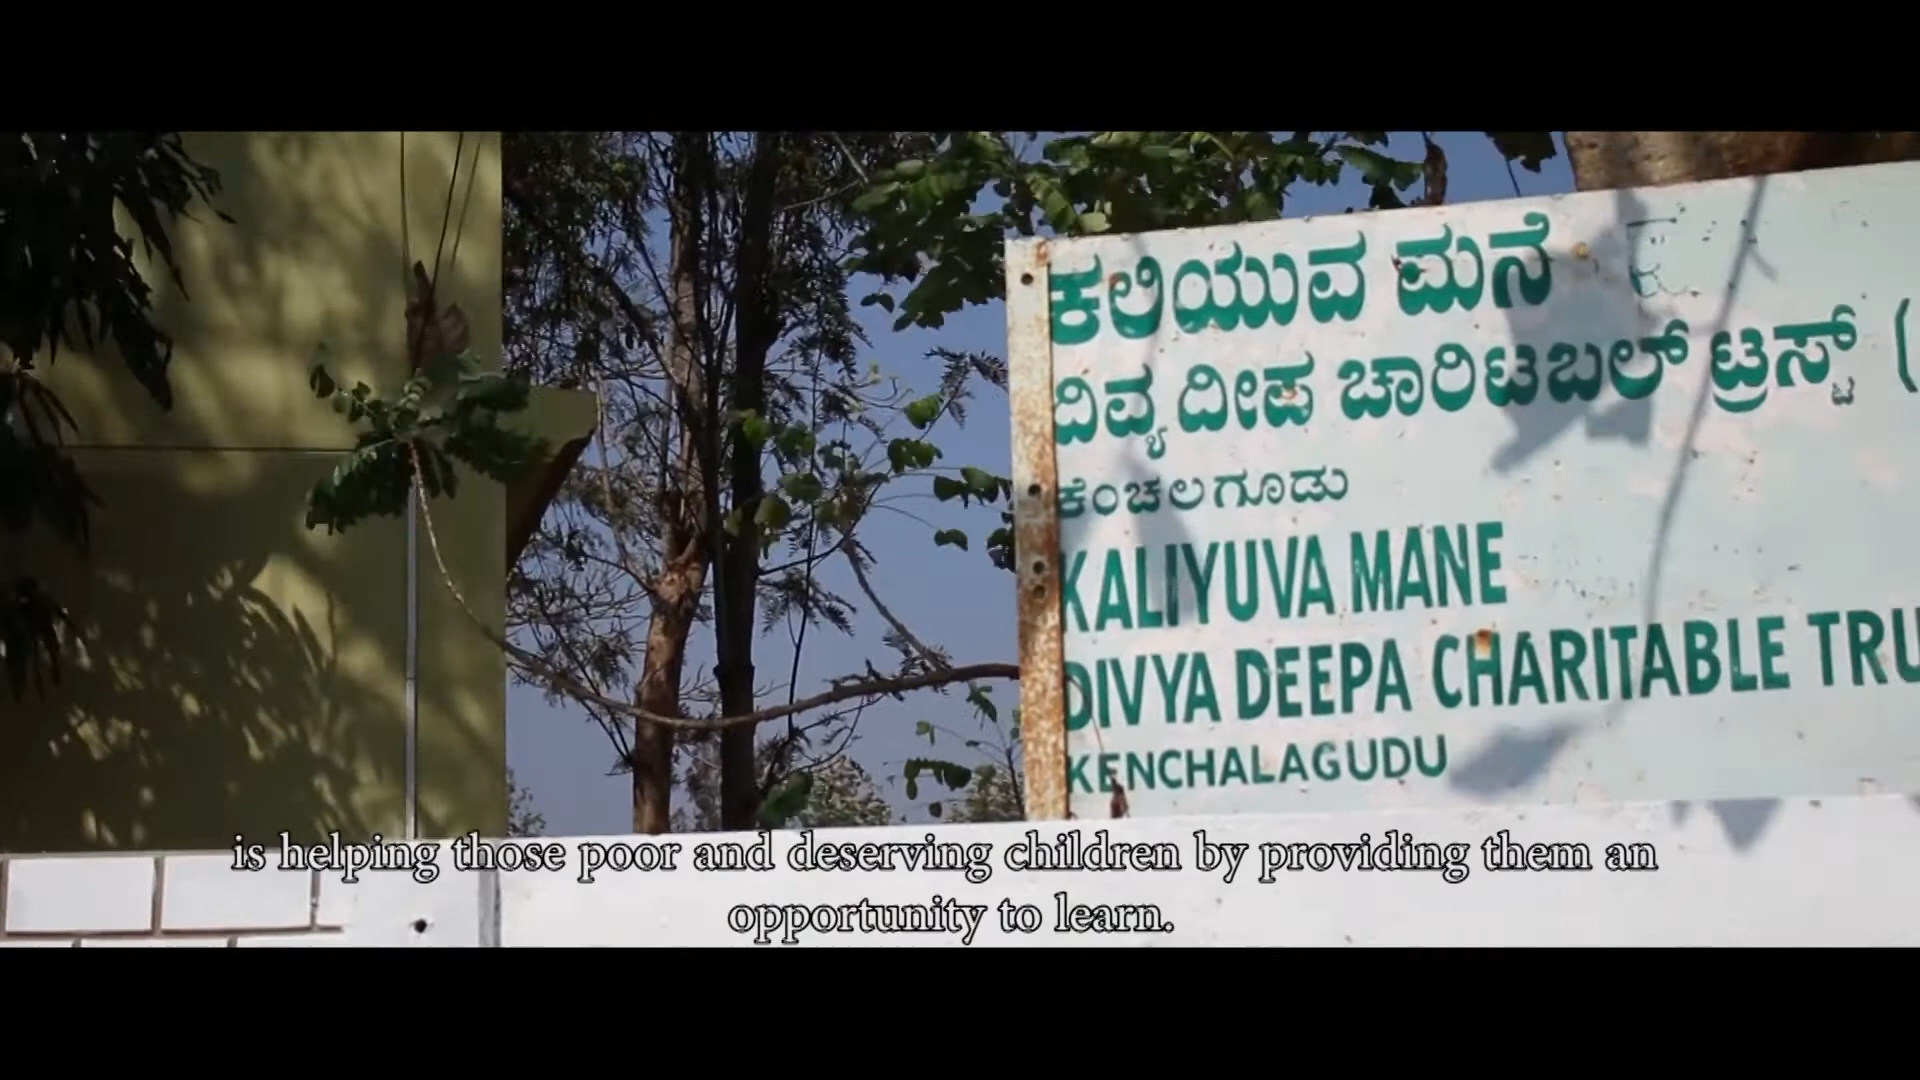 ಕಲಿಯುವ ಮನೆ
ದಿವ್ಯ ದೀಪ ಚಾರಿಟಬಲ್ ಟ್ರಸ್ಟ್ (
ಕೆಂಚಲಗೂಡು
KALIYUVA MANE
DIVYA DEEPA CHARITABLE TRU
KENCHALAGUDU
is helping those poor and deserving children by providing them an
opportunity to learn.